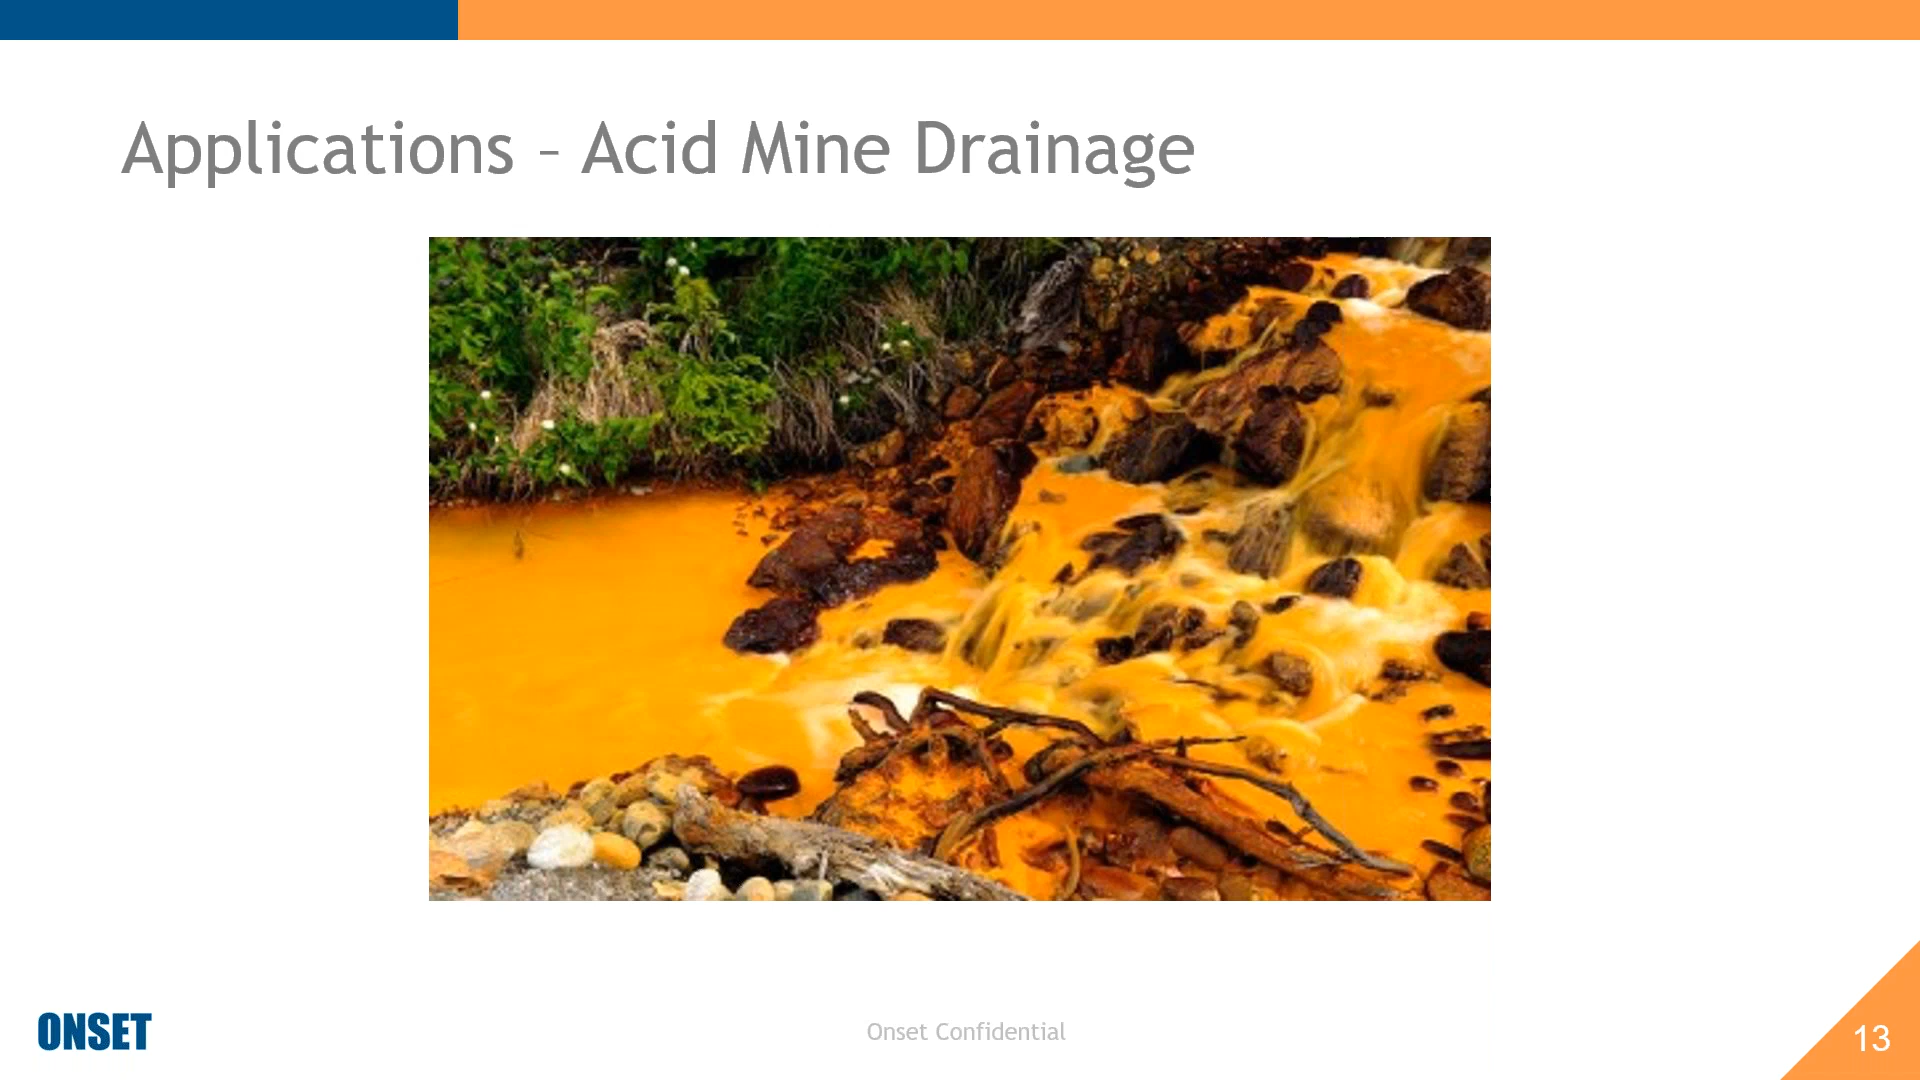 Applications – Acid Mine Drainage
ONSET
Onset Confidential
13